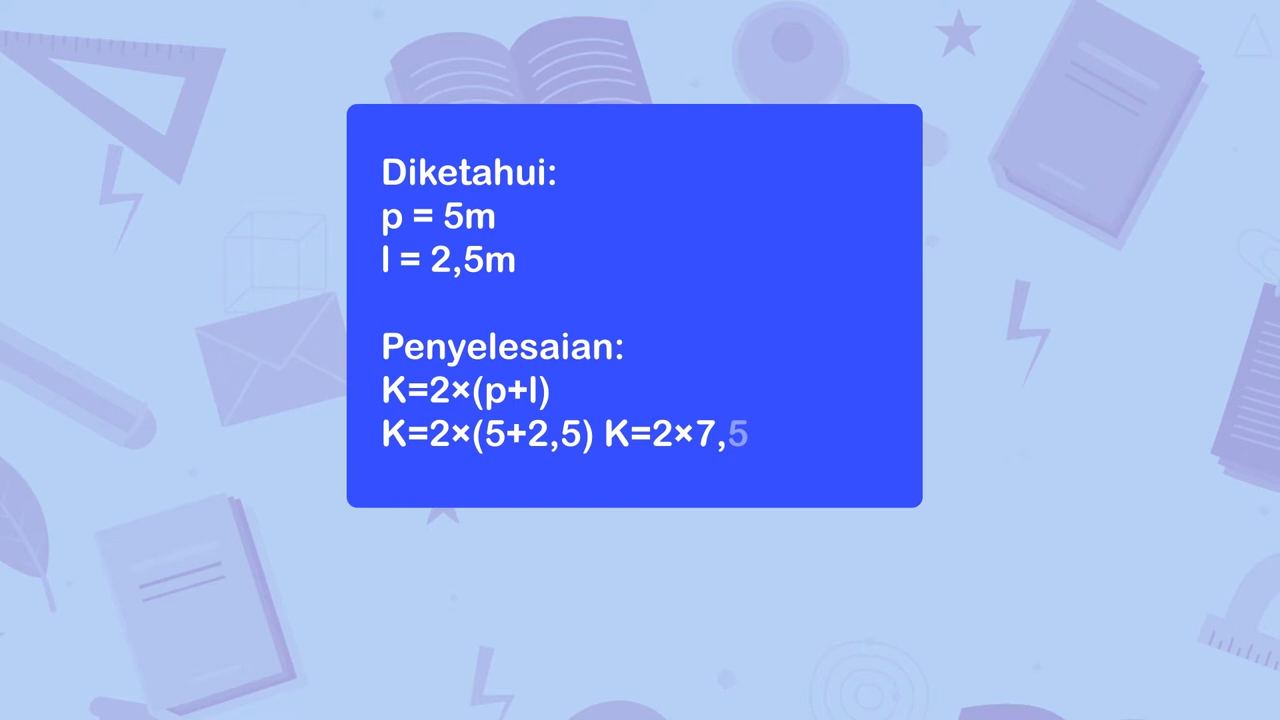 Diketahui:
p = 5m
l = 2,5m
Penyelesaian:
K=2×(p+l)
K=2×(5+2,5) K=2×7,5